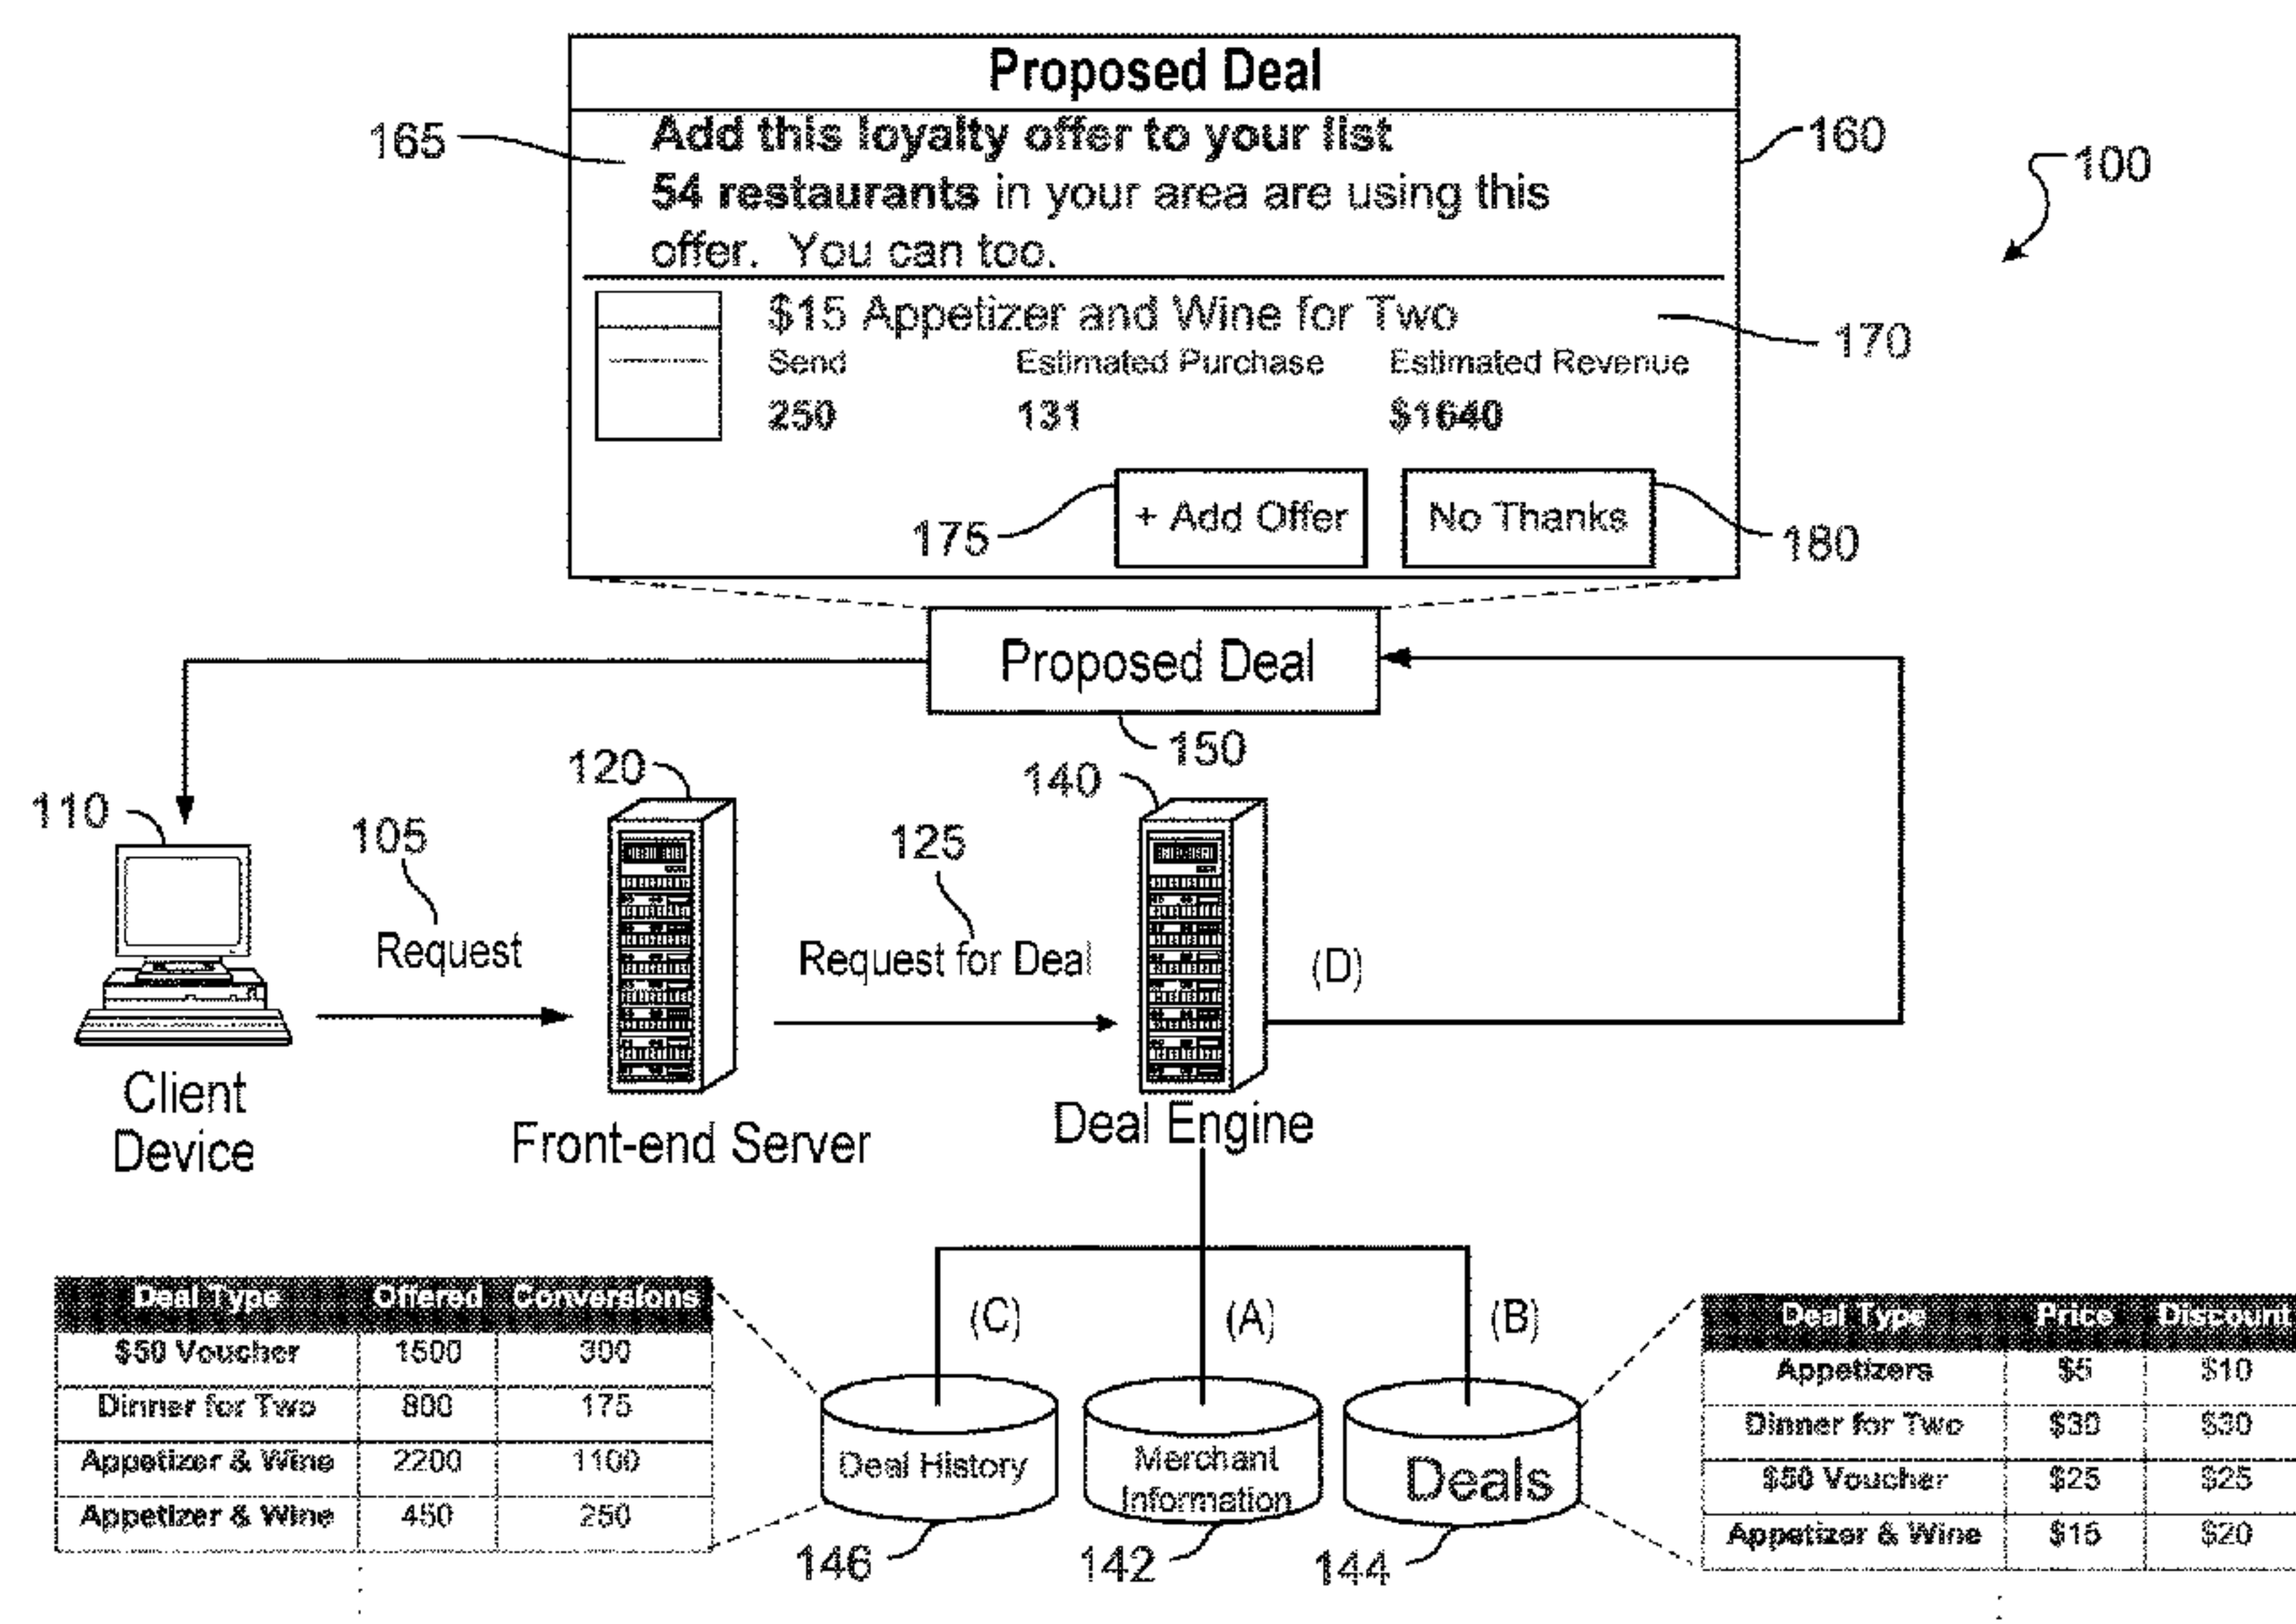 Proposed Deal
165
Add this loyalty offer to your list
160
100
54 restaurants in your area are using this
offer. You can too.
$15 Appetizer and Wine for Two
170
Send Estimated Purchase Estimated Revenue
250 131 $1640
175
+ Add Offer
No Thanks
180
Proposed Deal
150
110
105
120
125
140
Request
Request for Deal
(D)
Client
Device
Front-end Server
Deal Engine
(C)
(A)
(B)
Deal Type Offered Conversions
$50 Voucher 1500 300
Dinner for Two 800 175
Appetizer & Wine 2200 1100
Appetizer & Wine 450 250
Deal History
Merchant
Information
Deals
146
142
144
Deal Type Price Discount
Appetizers $5 $10
Dinner for Two $30 $30
$50 Voucher $25 $25
Appetizer & Wine $15 $20